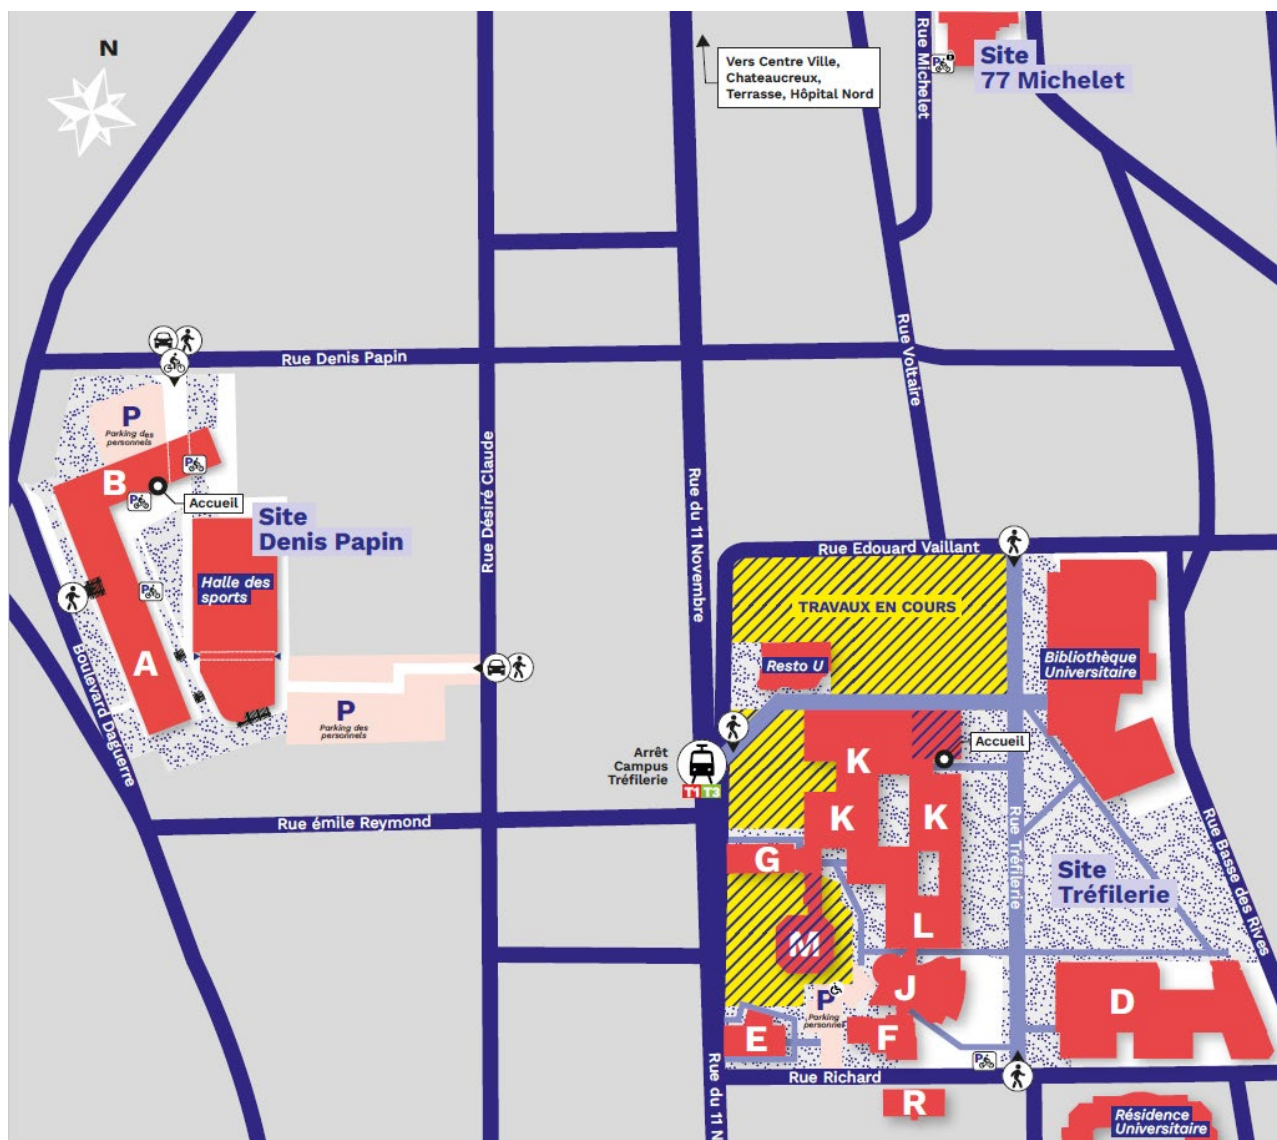 N
Vers Centre Ville,
Chateaucreux,
Terrasse, Hôpital Nord
Rue Michelet
P
Site
77 Michelet
Rue Denis Papin
Rue Voltaire
P
Parking des
personnels
B
P
P
Accueil
Site
Denis Papin
Rue Désiré Claude
Rue du 11 Novembre
Rue Edouard Vaillant
Halle des
sports
P
A
Boulevard Daguerre
P
Parking des
personnels
TRAVAUX EN COURS
Resto U
Bibliothèque
Universitaire
Arrêt
Campus
Tréfilerie
T1 T3
Accueil
K
K
K
Rue émile Reymond
G
Rue Tréfilerie
Site
Tréfilerie
Rue Basse des Rives
L
M
J
D
P
Parking
personnel
E
F
P
Rue du 11 N
Rue Richard
R
Résidence
Universitaire